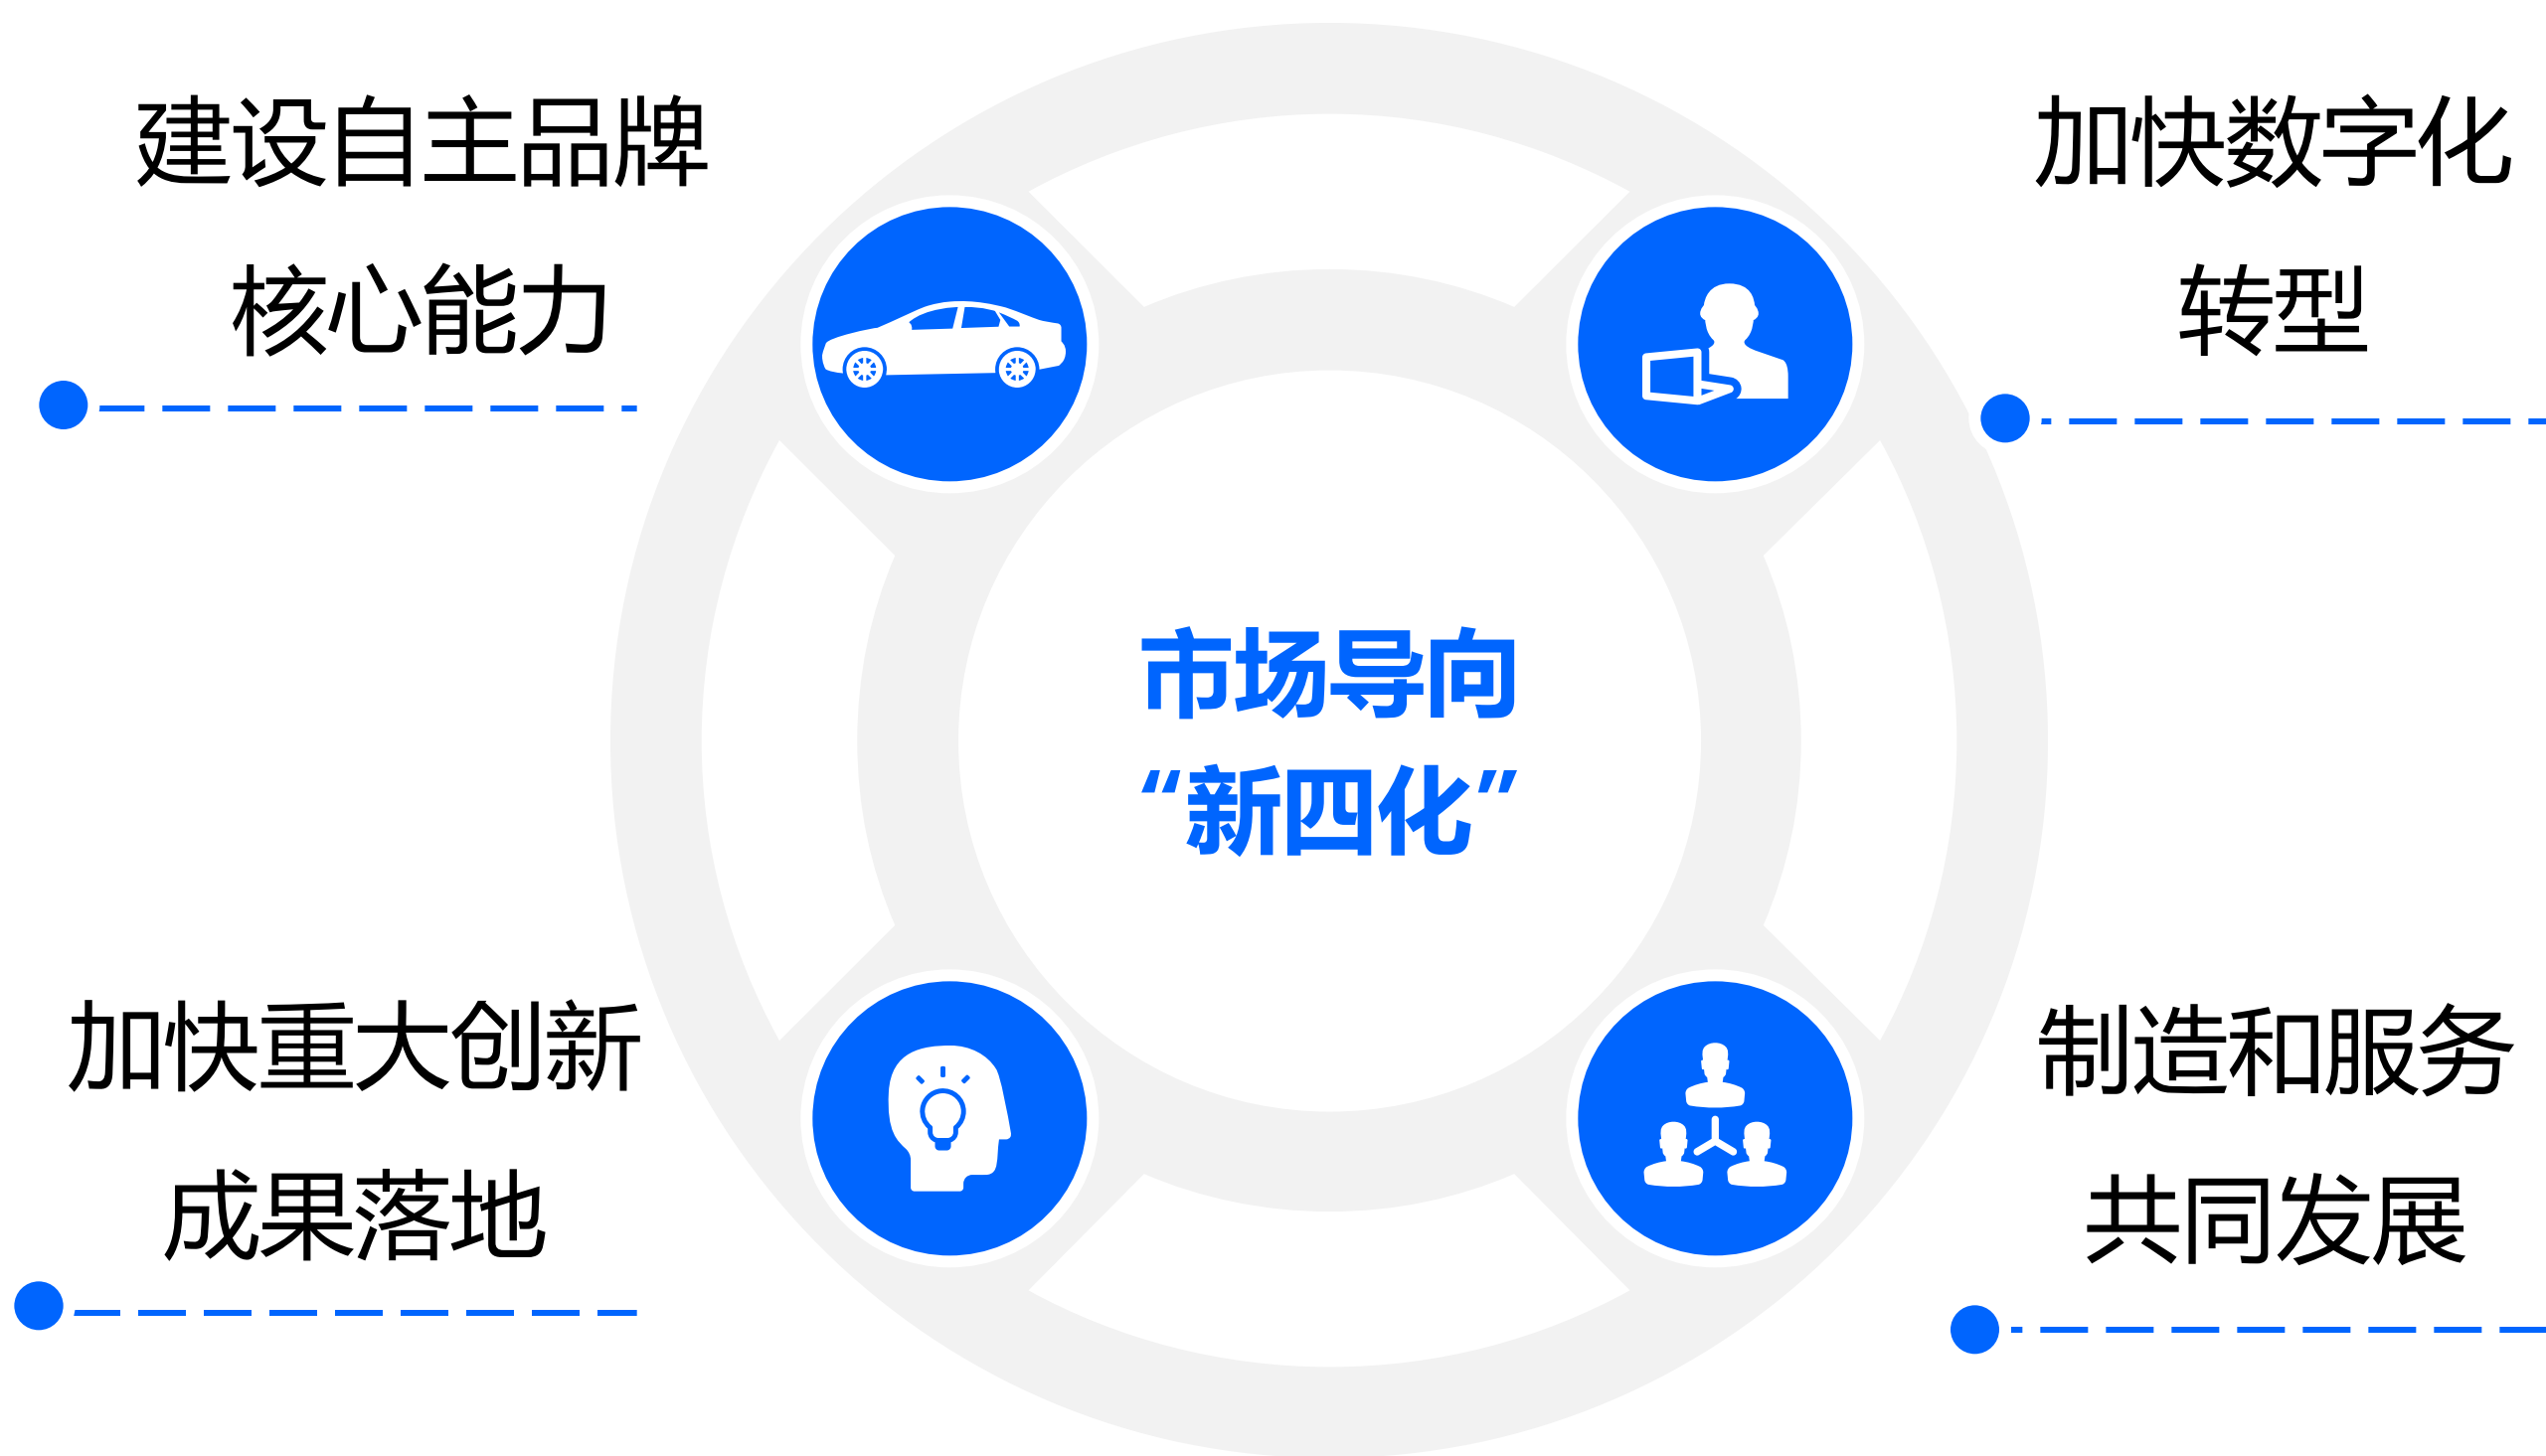 建设自主品牌
核心能力
加快数字化
转型
市场导向
“新四化”
加快重大创新
成果落地
制造和服务
共同发展